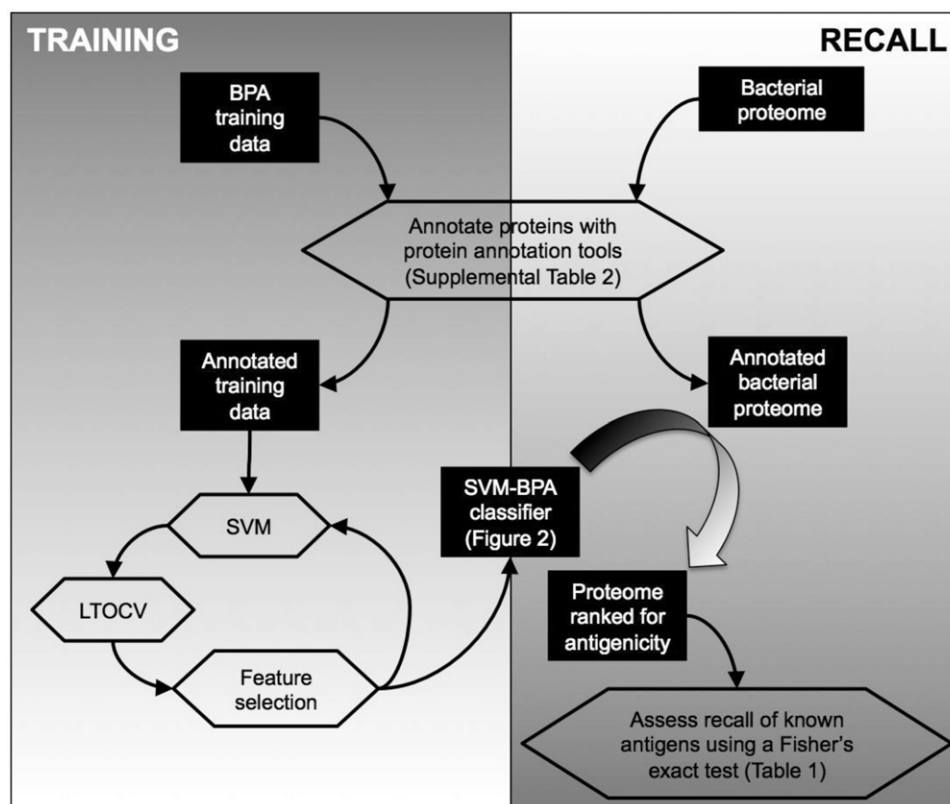 TRAINING
RECALL
BPA
training
data
Bacterial
proteome
Annotate proteins with
protein annotation tools
(Supplemental Table 2)
Annotated
training
data
Annotated
bacterial
proteome
SVM-BPA
classifier
(Figure 2)
SVM
LTOCV
Feature
selection
Proteome
ranked for
antigenicity
Assess recall of known
antigens using a Fisher's
exact test (Table 1)